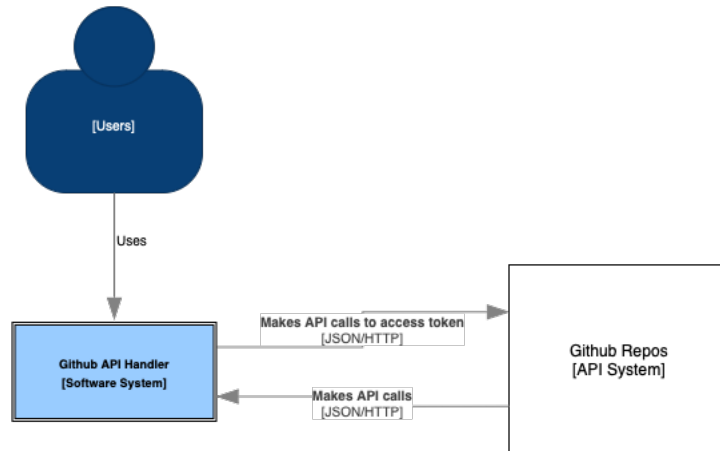 [Users]
Uses
Makes API calls to access token
[JSON/HTTP]
Github API Handler
[Software System]
Github Repos
[API System]
Makes API calls
[JSON/HTTP]